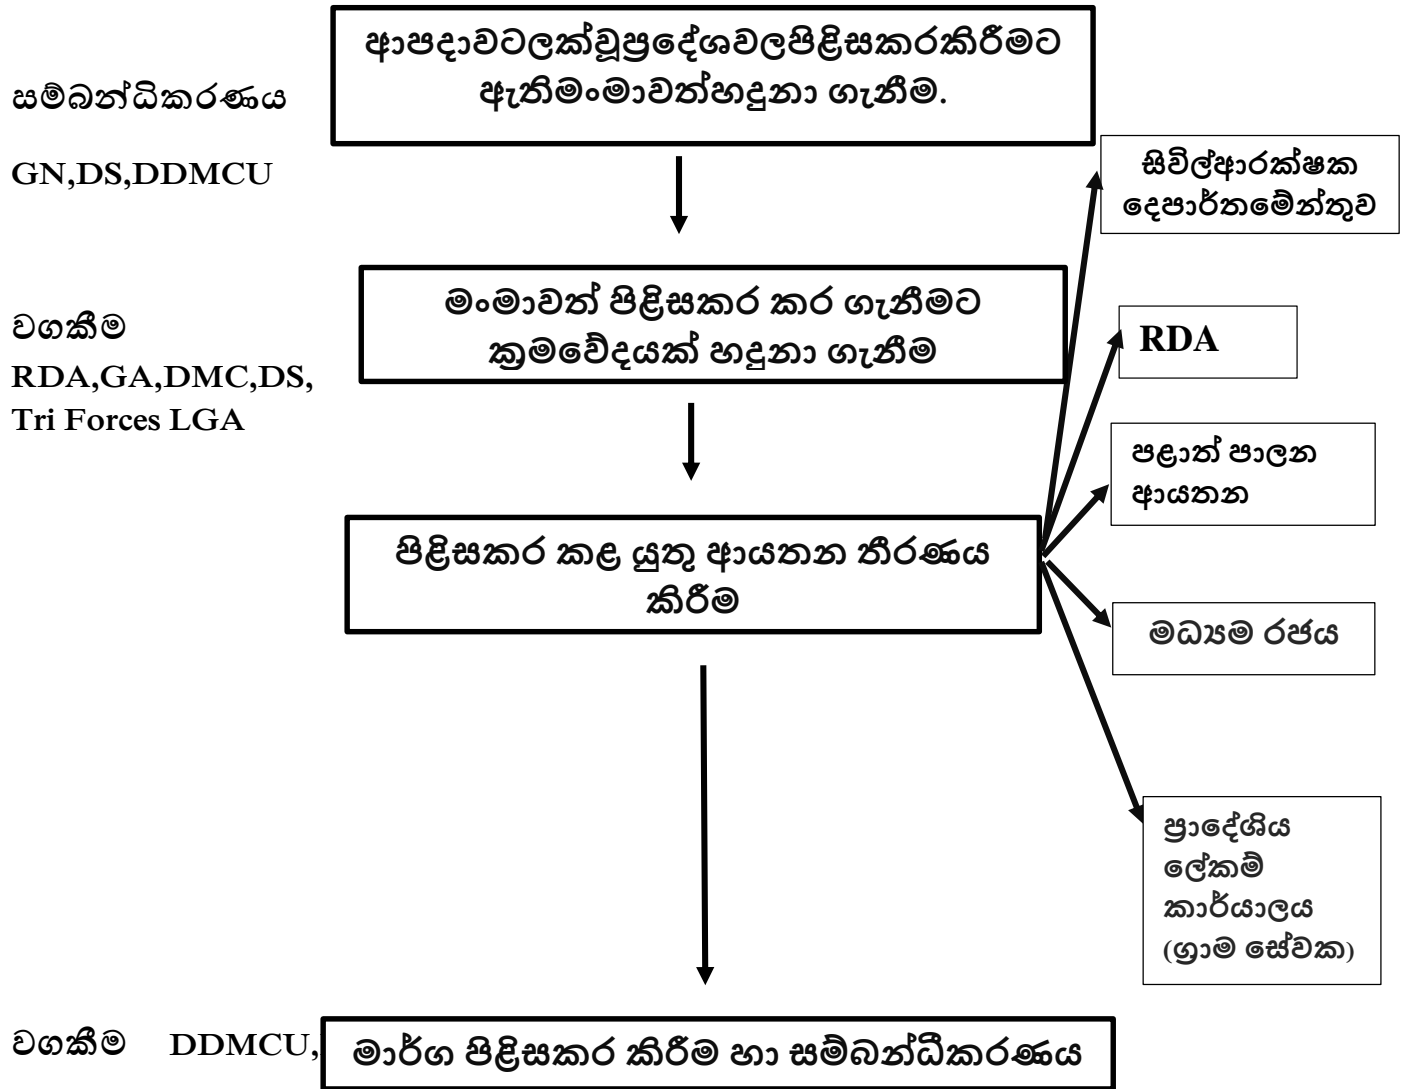 ආපදාවටලක්වූප්‍රදේශවලපිළිසකරකිරීමට
ඇතිමංමාවත්හදුනා ගැනීම.
සම්බන්ධිකරණය
GN,DS,DDMCU
සිවිල්ආරක්ෂක
දෙපාර්තමේන්තුව
මංමාවත් පිළිසකර කර ගැනීමට
ක්‍රමවේදයක් හදුනා ගැනීම
වගකීම
RDA,GA,DMC,DS,
Tri Forces LGA
RDA
පළාත් පාලන
ආයතන
පිළිසකර කළ යුතු ආයතන තීරණය
කිරීම
මධ්‍යම රජය
ප්‍රාදේශිය
ලේකම්
කාර්යාලය
(ග්‍රාම සේවක)
වගකීම DDMCU,
මාර්ග පිළිසකර කිරීම හා සම්බන්ධීකරණය